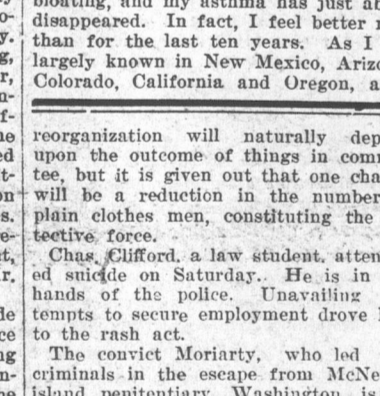 bloating, and my asthma has just ab
disappeared. In fact, I feel better
than for the last ten years. As I
largely known in New Mexico, Arizo
Colorado, California and Oregon, a
reorganization will naturally dep
upon the outcome of things in com
tee, but it is given out that one cha
will be a reduction in the number
plain clothes men, constituting the
tective force.
Chas. Clifford, a law student, attem
ed suicide on Saturday. He is in
hands of the police. Unavailing
tempts to secure employment drove
to the rash act.
The convict Moriarty, who led
criminals in the escape from McNe
island penitentiary, Washington, is